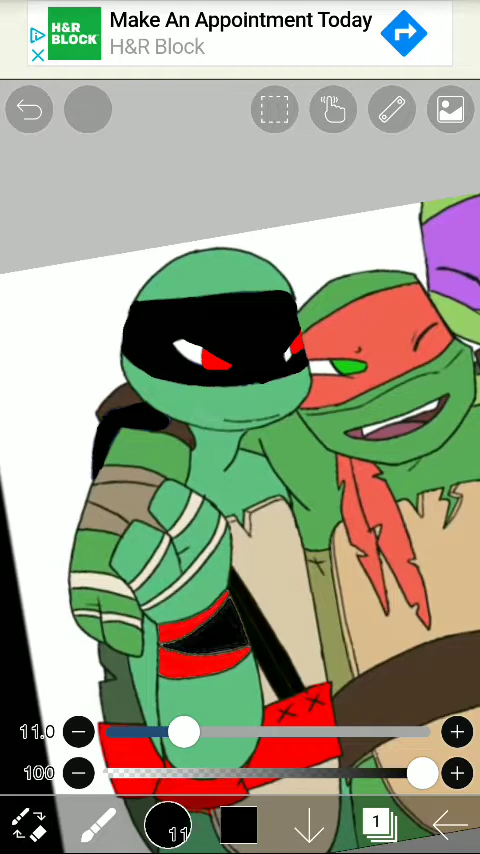 H&R
BLOCK
Make An Appointment Today
H&R Block
11.0
100
11
1